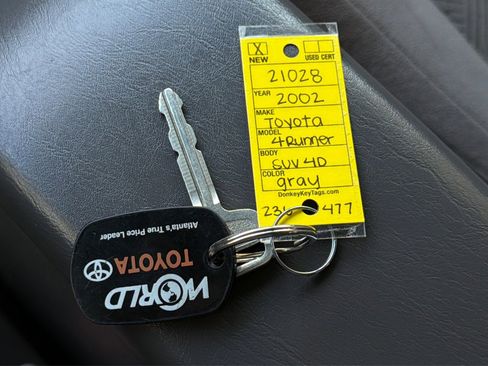 X
NEW
USED CERT
21028
YEAR 2002
MAKE Toyota
MODEL 4Runner
BODY SUV 4D
COLOR gray
DonkeyKeyTags.com
477
WORLD
TOYOTA
Atlanta's True Price Leader